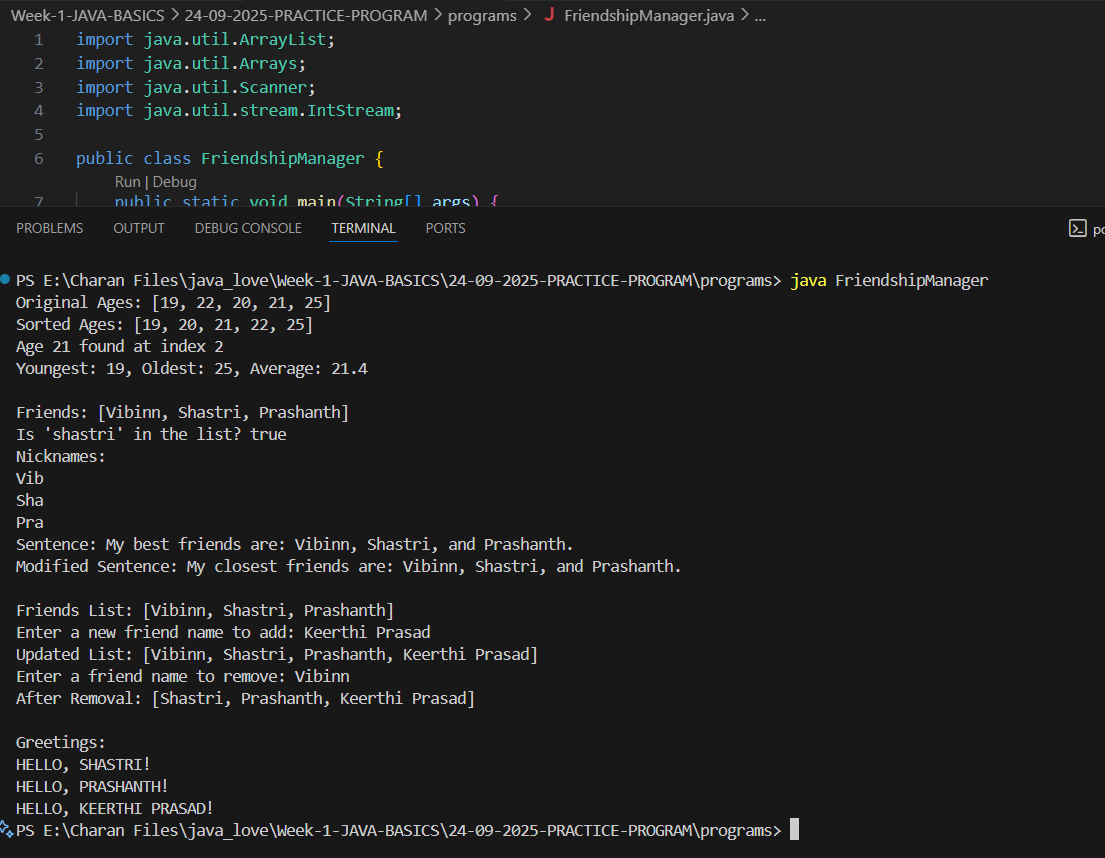 Week-1-JAVA-BASICS > 24-09-2025-PRACTICE-PROGRAM > programs > J FriendshipManager.java > ...
1 import java.util.ArrayList;
2 import java.util.Arrays;
3 import java.util.Scanner;
4 import java.util.stream.IntStream;
5
6 public class FriendshipManager {
Run | Debug
7 public static void main(String[] args) {
PROBLEMS OUTPUT DEBUG CONSOLE TERMINAL PORTS
PS E:\Charan Files\java_love\Week-1-JAVA-BASICS\24-09-2025-PRACTICE-PROGRAM\programs> java FriendshipManager
Original Ages: [19, 22, 20, 21, 25]
Sorted Ages: [19, 20, 21, 22, 25]
Age 21 found at index 2
Youngest: 19, Oldest: 25, Average: 21.4
Friends: [Vibinn, Shastri, Prashanth]
Is 'shastri' in the list? true
Nicknames:
Vib
Sha
Pra
Sentence: My best friends are: Vibinn, Shastri, and Prashanth.
Modified Sentence: My closest friends are: Vibinn, Shastri, and Prashanth.
Friends List: [Vibinn, Shastri, Prashanth]
Enter a new friend name to add: Keerthi Prasad
Updated List: [Vibinn, Shastri, Prashanth, Keerthi Prasad]
Enter a friend name to remove: Vibinn
After Removal: [Shastri, Prashanth, Keerthi Prasad]
Greetings:
HELLO, SHASTRI!
HELLO, PRASHANTH!
HELLO, KEERTHI PRASAD!
PS E:\Charan Files\java_love\Week-1-JAVA-BASICS\24-09-2025-PRACTICE-PROGRAM\programs>